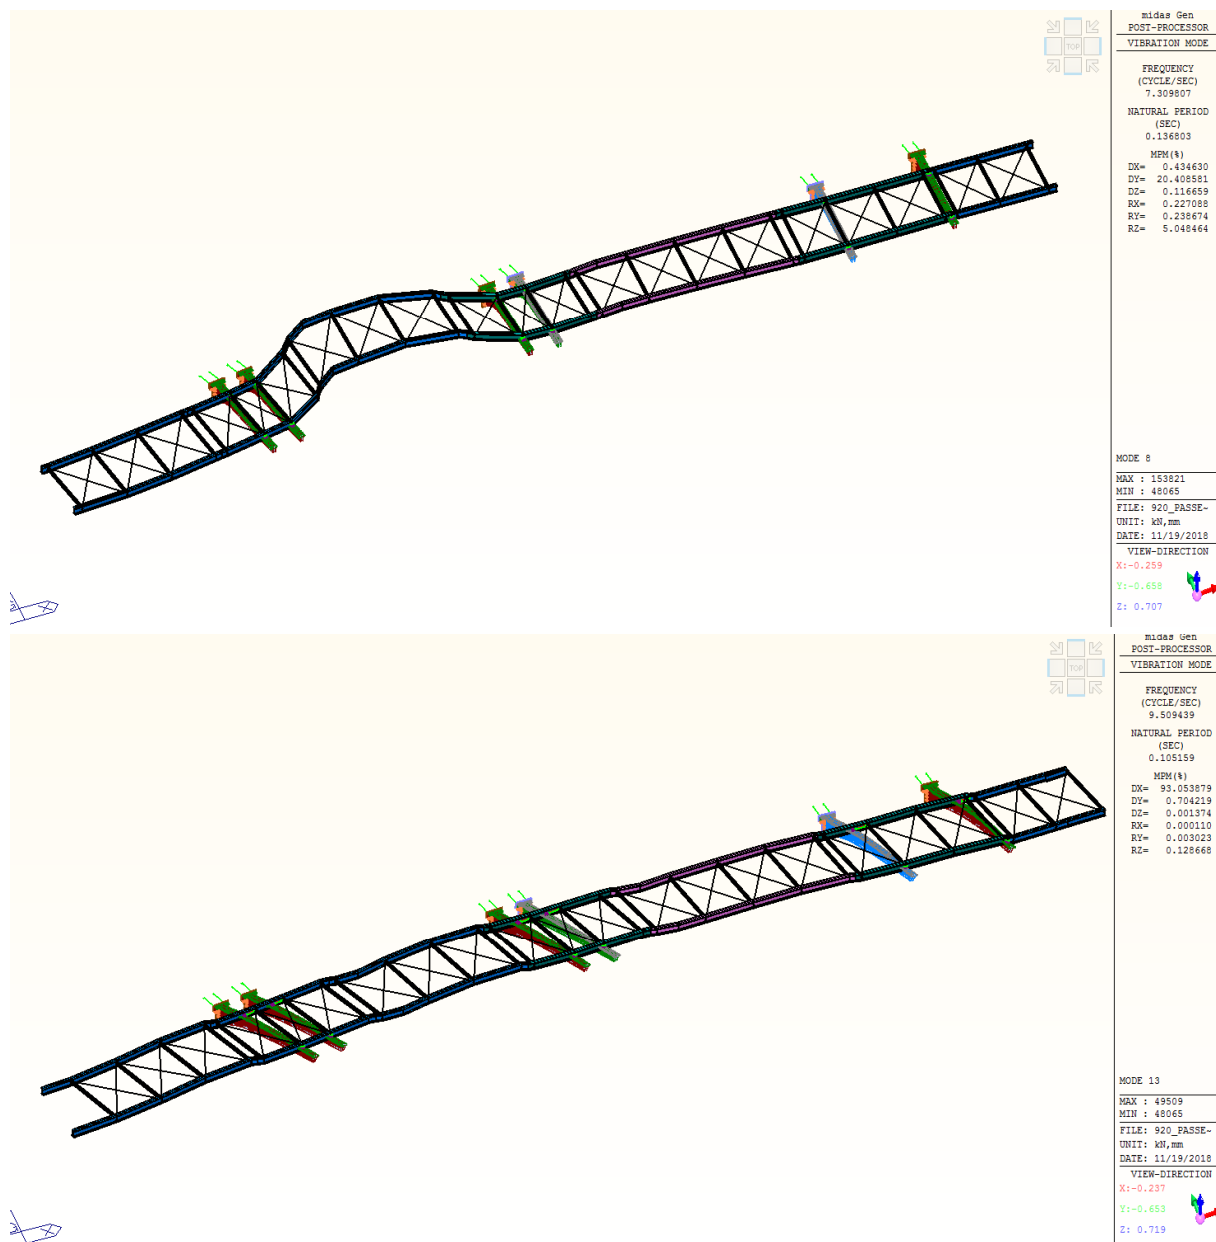 midas Gen
POST-PROCESSOR
VIBRATION MODE
TOP
FREQUENCY
(CYCLE/SEC)
7.309807
NATURAL PERIOD
(SEC)
0.136803
MPM(%)
DX= 0.434630
DY= 20.408581
DZ= 0.116659
RX= 0.227088
RY= 0.238674
RZ= 5.048464
MODE 8
MAX : 153821
MIN : 48065
FILE: 920_PASSE~
UNIT: kN,mm
DATE: 11/19/2018
VIEW-DIRECTION
X:-0.259
Y:-0.658
Z: 0.707
X
midas Gen
POST-PROCESSOR
VIBRATION MODE
TOP
FREQUENCY
(CYCLE/SEC)
9.509439
NATURAL PERIOD
(SEC)
0.105159
MPM(%)
DX= 93.053879
DY= 0.704219
DZ= 0.001374
RX= 0.000110
RY= 0.003023
RZ= 0.128668
MODE 13
MAX : 49509
MIN : 48065
FILE: 920_PASSE~
UNIT: kN,mm
DATE: 11/19/2018
VIEW-DIRECTION
X:-0.237
Y:-0.653
Z: 0.719
X